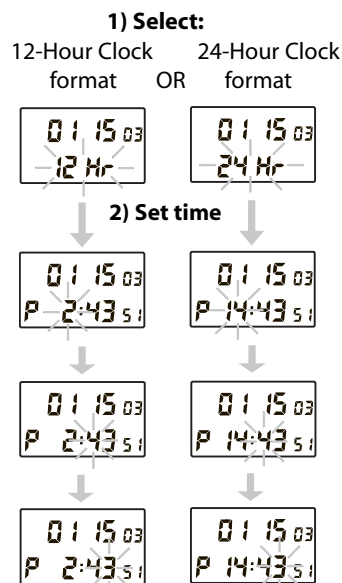 1) Select:
12-Hour Clock 24-Hour Clock
format OR format
01 15 03 01 15 03
12 Hr 24 Hr
2) Set time
01 15 03 01 15 03
P 2:43 51 P 14:43 51
01 15 03 01 15 03
P 2:43 51 P 14:43 51
01 15 03 01 15 03
P 2:43 51 P 14:43 51